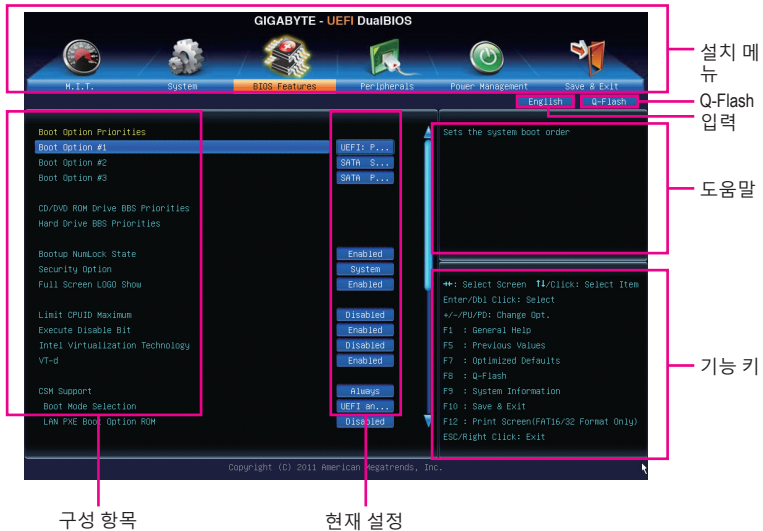 GIGABYTE - UEFI DualBIOS
M.I.T. System BIOS Features Peripherals Power Management Save & Exit
설치 메
뉴
English Q-Flash
Q-Flash
입력
Boot Option Priorities
Boot Option #1 UEFI: P...
Boot Option #2 SATA S...
Boot Option #3 SATA P...
CD/DVD ROM Drive BBS Priorities
Hard Drive BBS Priorities
Bootup NumLock State Enabled
Security Option System
Full Screen LOGO Show Enabled
Limit CPUID Maximum Disabled
Execute Disable Bit Enabled
Intel Virtualization Technology Disabled
VT-d Enabled
CSM Support Always
Boot Mode Selection UEFI an...
LAN PXE Boot Option ROM Disabled
Sets the system boot order
도움말
→←: Select Screen ↑↓/Click: Select Item
Enter/Dbl Click: Select
+/-/PU/PD: Change Opt.
F1 : General Help
F5 : Previous Values
F7 : Optimized Defaults
F8 : Q-Flash
F9 : System Information
F10 : Save & Exit
F12 : Print Screen(FAT16/32 Format Only)
ESC/Right Click: Exit
기능 키
Copyright (C) 2011 American Megatrends, Inc.
구성 항목
현재 설정